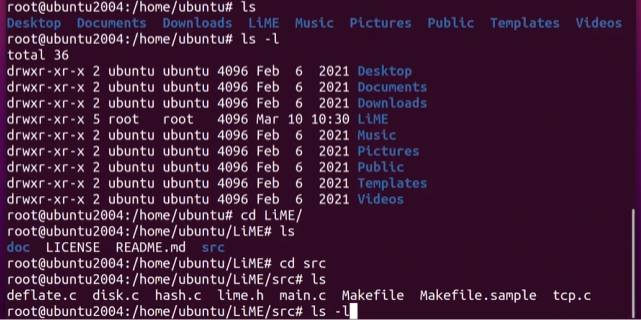 root@ubuntu2004:/home/ubuntu# ls
Desktop  Documents  Downloads  LiME  Music  Pictures  Public  Templates  Videos
root@ubuntu2004:/home/ubuntu# ls -l
total 36
drwxr-xr-x 2 ubuntu ubuntu 4096 Feb  6  2021 Desktop
drwxr-xr-x 2 ubuntu ubuntu 4096 Feb  6  2021 Documents
drwxr-xr-x 2 ubuntu ubuntu 4096 Feb  6  2021 Downloads
drwxr-xr-x 5 root   root   4096 Mar 10 10:30 LiME
drwxr-xr-x 2 ubuntu ubuntu 4096 Feb  6  2021 Music
drwxr-xr-x 2 ubuntu ubuntu 4096 Feb  6  2021 Pictures
drwxr-xr-x 2 ubuntu ubuntu 4096 Feb  6  2021 Public
drwxr-xr-x 2 ubuntu ubuntu 4096 Feb  6  2021 Templates
drwxr-xr-x 2 ubuntu ubuntu 4096 Feb  6  2021 Videos
root@ubuntu2004:/home/ubuntu# cd LiME/
root@ubuntu2004:/home/ubuntu/LiME# ls
doc  LICENSE  README.md  src
root@ubuntu2004:/home/ubuntu/LiME# cd src
root@ubuntu2004:/home/ubuntu/LiME/src# ls
deflate.c  disk.c  hash.c  lime.h  main.c  Makefile  Makefile.sample  tcp.c
root@ubuntu2004:/home/ubuntu/LiME/src# ls -l